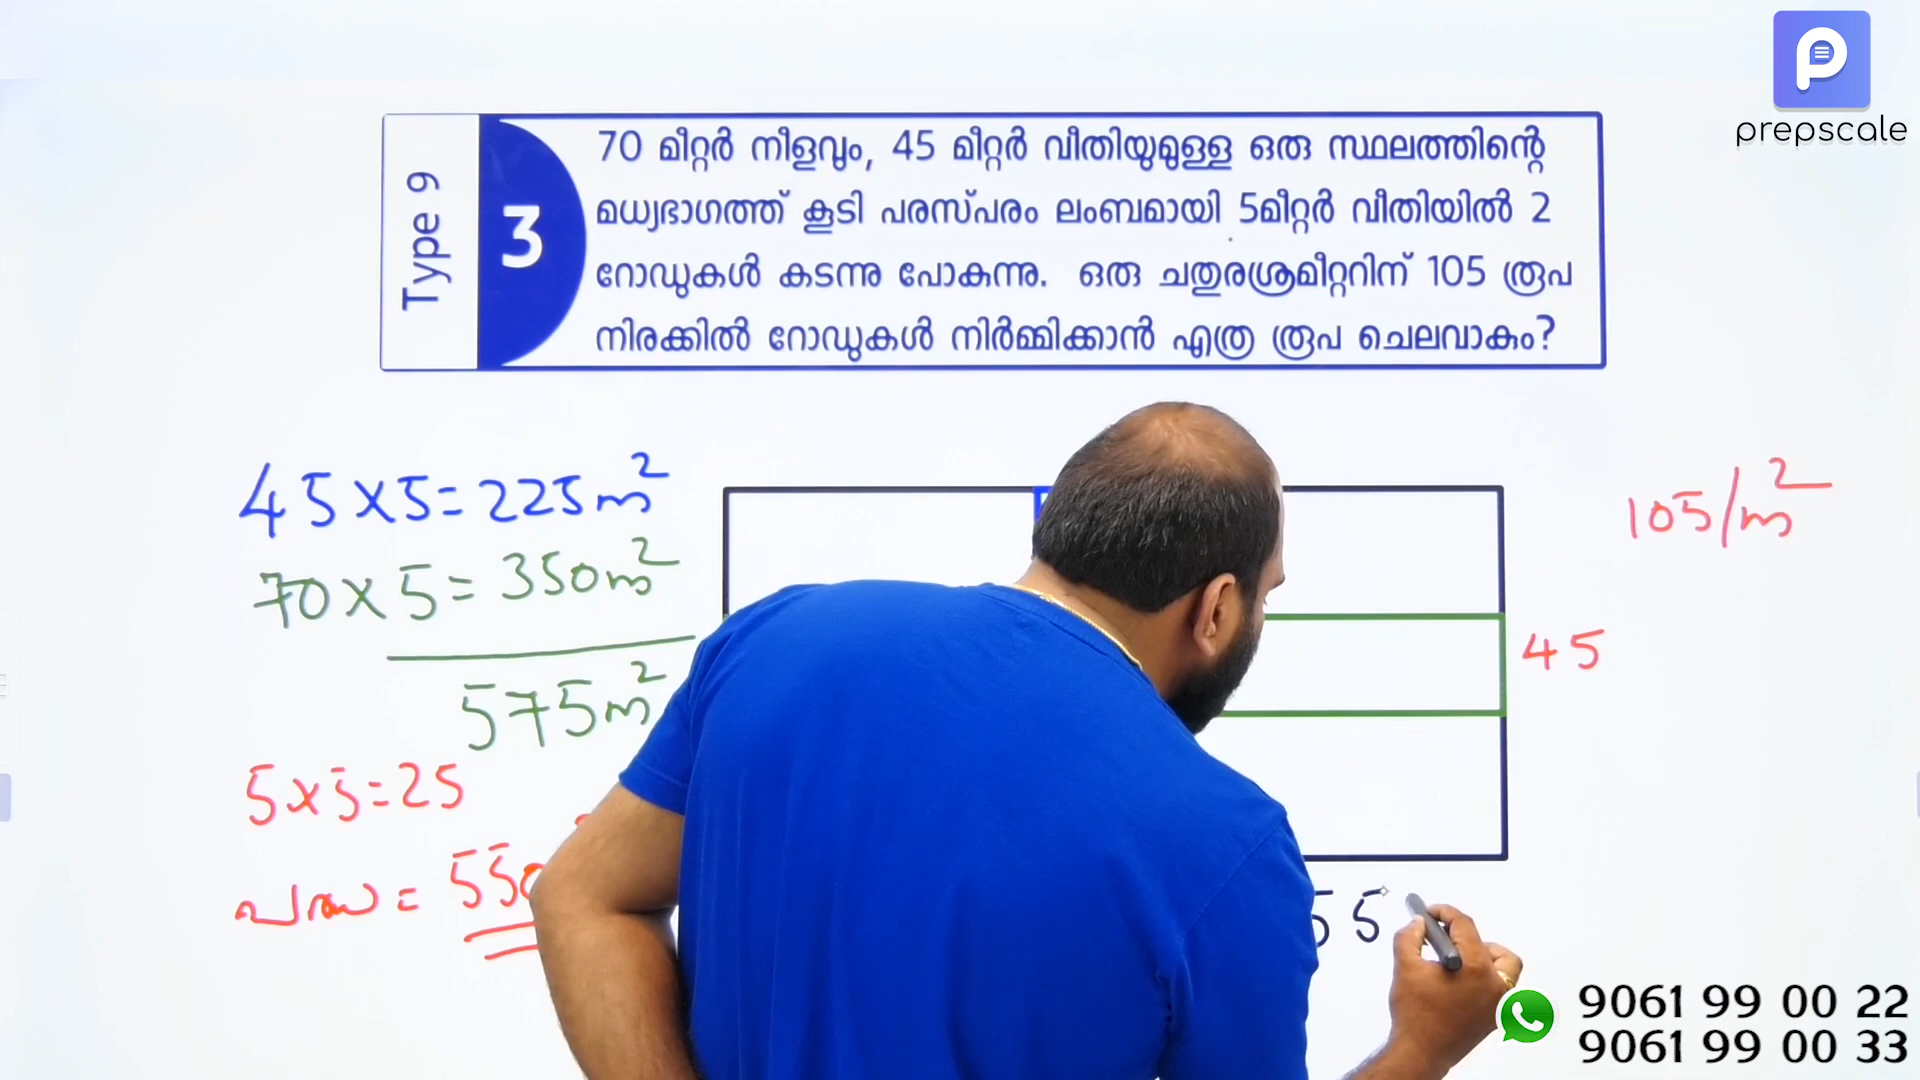 prepscale
Type 9
3
70 മീറ്റർ നീളവും, 45 മീറ്റർ വീതിയുമുള്ള ഒരു സ്ഥലത്തിന്റെ
മധ്യഭാഗത്ത് കൂടി പരസ്പരം ലംബമായി 5മീറ്റർ വീതിയിൽ 2
റോഡുകൾ കടന്നു പോകുന്നു. ഒരു ചതുരശ്രമീറ്ററിന് 105 രൂപ
നിരക്കിൽ റോഡുകൾ നിർമ്മിക്കാൻ എത്ര രൂപ ചെലവാകും?
45×5=225m²
70×5=350m²
575m²
5×5=25
= 550
105/m²
45
55
9061 99 00 22
9061 99 00 33